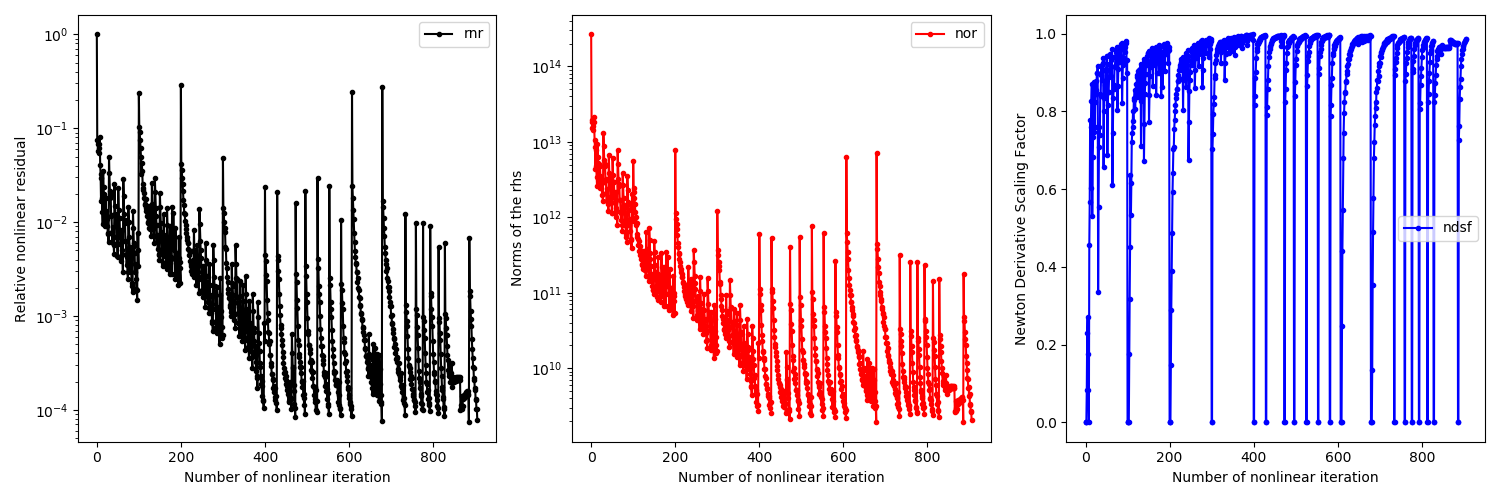 Relative nonlinear residual
10⁰
10⁻¹
10⁻²
10⁻³
10⁻⁴
rnr
0 200 400 600 800
Number of nonlinear iteration
Norms of the rhs
10¹⁴
10¹³
10¹²
10¹¹
10¹⁰
nor
0 200 400 600 800
Number of nonlinear iteration
Newton Derivative Scaling Factor
1.0
0.8
0.6
0.4
0.2
0.0
ndsf
0 200 400 600 800
Number of nonlinear iteration